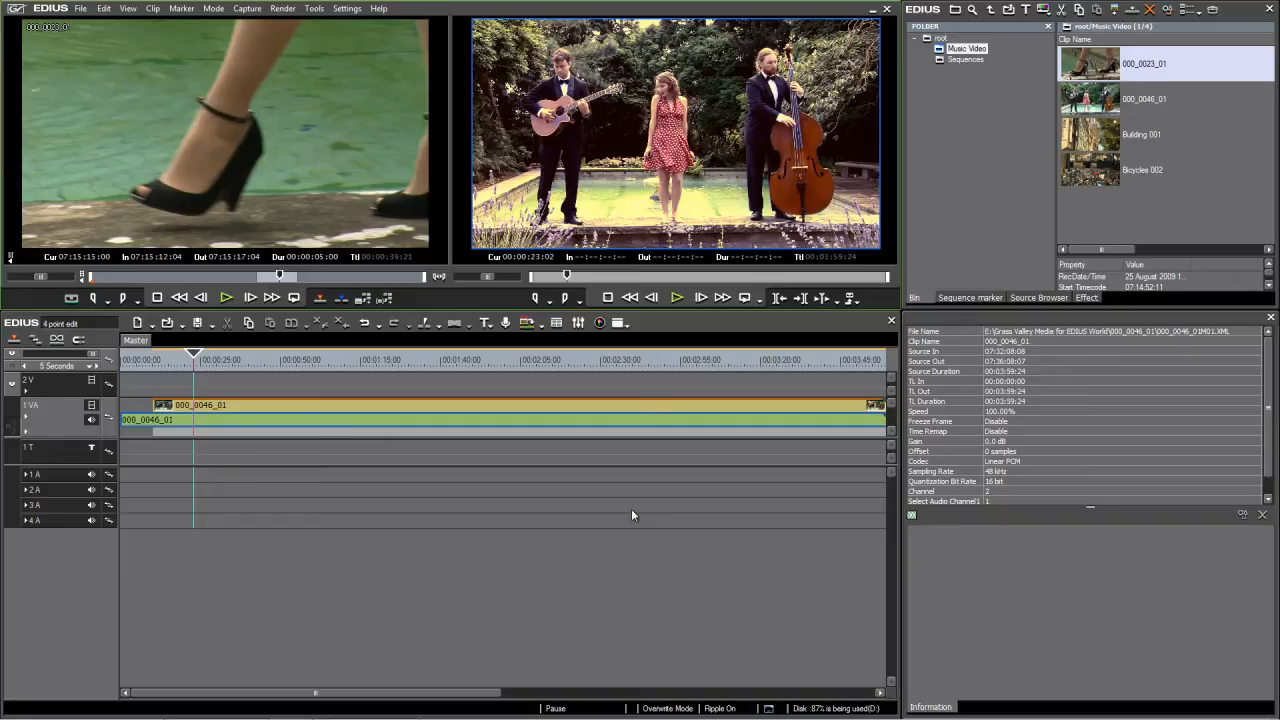 EDIUS File Edit View Clip Marker Mode Capture Render Tools Settings Help
Cur 07:15:15:00 In 07:15:12:04 Out 07:15:17:04 Dur 00:00:05:00 Ttl 00:00:39:21
Cur 00:00:23:02 In --:--:--:-- Out --:--:--:-- Dur --:--:--:-- Ttl 00:03:59:24
EDIUS
FOLDER
root
Music Video
Sequences
root/Music Video (1/4)
Clip Name
000_0023_01
000_0046_01
Building 001
Bicycles 002
Property Value
Rec Date/Time 25 August 2009 1...
Start Timecode 07:14:52:11
Bin Sequence marker Source Browser Effect
EDIUS 4 point edit
Master
5 Seconds
00:00:00:00 00:00:25:00 00:00:50:00 00:01:15:00 00:01:40:00 00:02:05:00 00:02:30:00 00:02:55:00 00:03:20:00 00:03:45:00
2 V
1 VA
000_0046_01
000_0046_01
1 T T
1 A
2 A
3 A
4 A
File Name E:\Grass Valley Media for EDIUS World\000_0046_01\000_0046_01M01.XML
Clip Name 000_0046_01
Source In 07:32:08:08
Source Out 07:36:08:07
Source Duration 00:03:59:24
TL In 00:00:00:00
TL Out 00:03:59:24
TL Duration 00:03:59:24
Speed 100.00%
Freeze Frame Disable
Time Remap Disable
Gain 0.0 dB
Offset 0 samples
Codec Linear PCM
Sampling Rate 48 kHz
Quantization Bit Rate 16 bit
Channel 2
Select Audio Channel1 1
Information
Pause Overwrite Mode Ripple On Disk :87% is being used(D:)